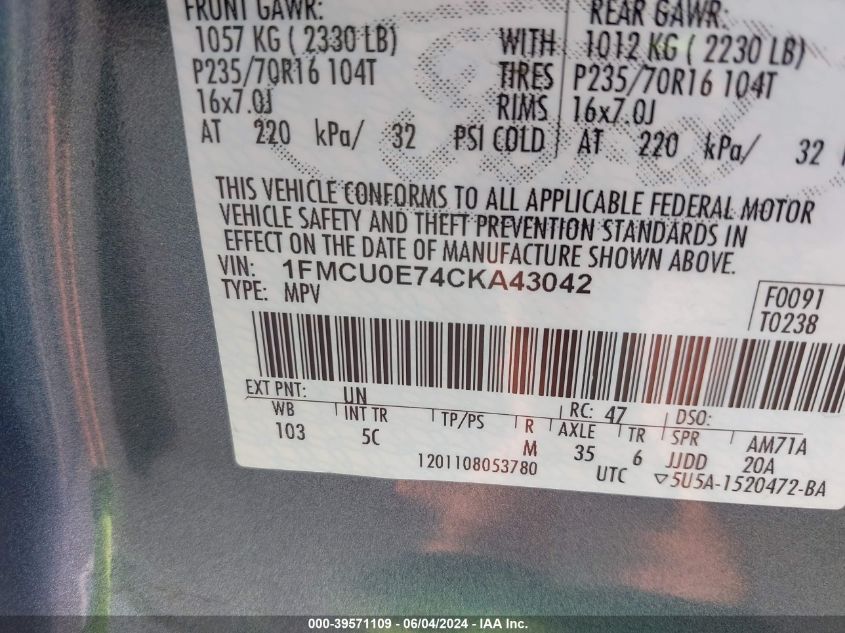 FRONT GAWR: REAR GAWR:
1057 KG ( 2330 LB) WITH 1012 KG ( 2230 LB)
P235/70R16 104T TIRES P235/70R16 104T
16x7.0J RIMS 16x7.0J
AT 220 kPa/ 32 PSI COLD AT 220 kPa/ 32
THIS VEHICLE CONFORMS TO ALL APPLICABLE FEDERAL MOTOR
VEHICLE SAFETY AND THEFT PREVENTION STANDARDS IN
EFFECT ON THE DATE OF MANUFACTURE SHOWN ABOVE.
VIN: 1FMCU0E74CKA43042
TYPE: MPV
F0091
T0238
EXT PNT: UN RC: 47 DSO:
WB INT TR TP/PS R AXLE TR SPR AM71A
103 5C M 35 6 JJDD 20A
1201108053780 UTC ▽5U5A-1520472-BA
000-39571109 - 06/04/2024 - IAA Inc.